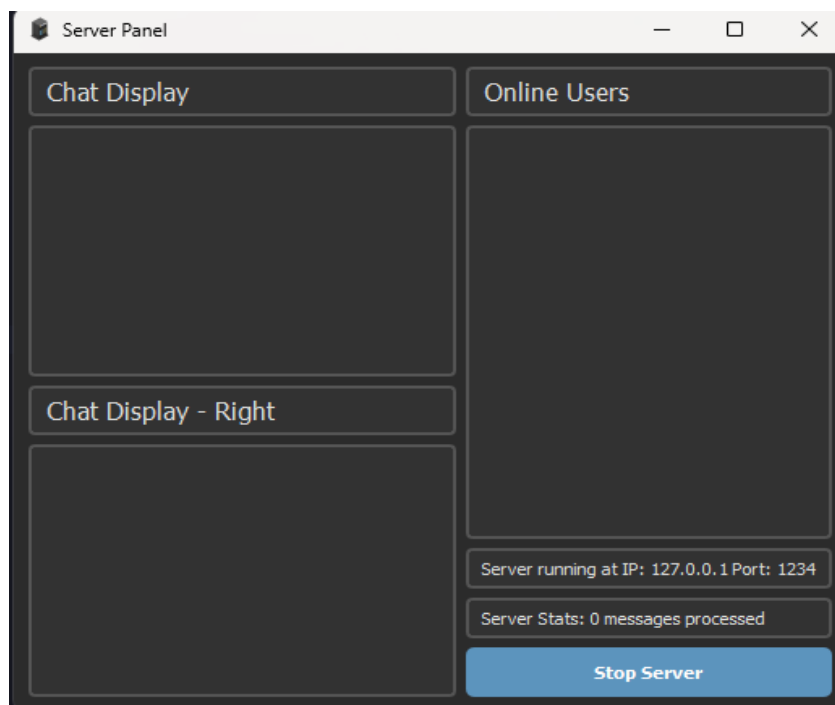 Server Panel
Chat Display
Online Users
Chat Display - Right
Server running at IP: 127.0.0.1 Port: 1234
Server Stats: 0 messages processed
Stop Server